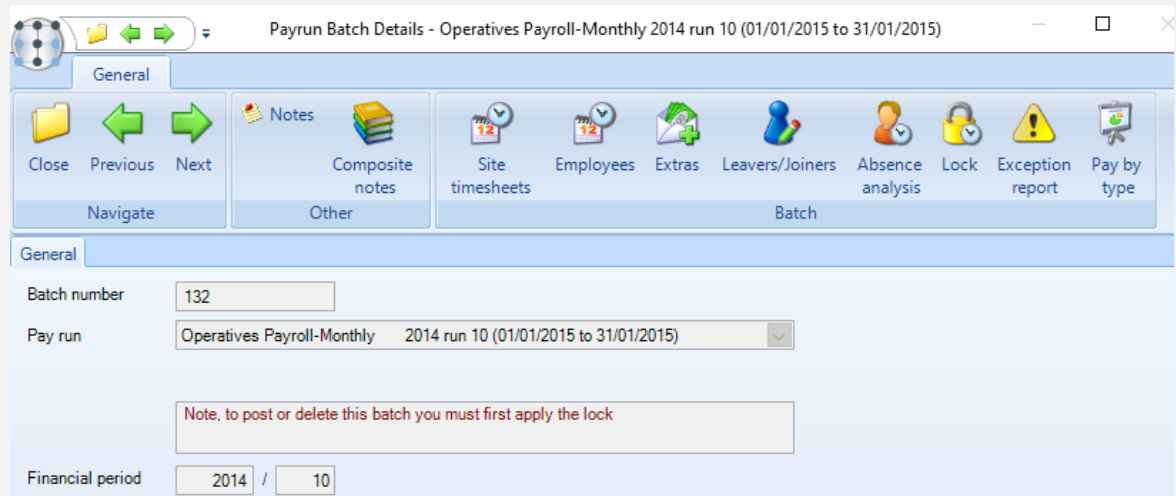 Payrun Batch Details - Operatives Payroll-Monthly 2014 run 10 (01/01/2015 to 31/01/2015)
General
Close
Previous
Next
Navigate
Notes
Composite notes
Other
12
Site timesheets
12
Employees
Extras
Leavers/Joiners
Absence analysis
Lock
Exception report
Pay by type
Batch
General
Batch number 132
Pay run Operatives Payroll-Monthly 2014 run 10 (01/01/2015 to 31/01/2015)
Note, to post or delete this batch you must first apply the lock
Financial period 2014 / 10